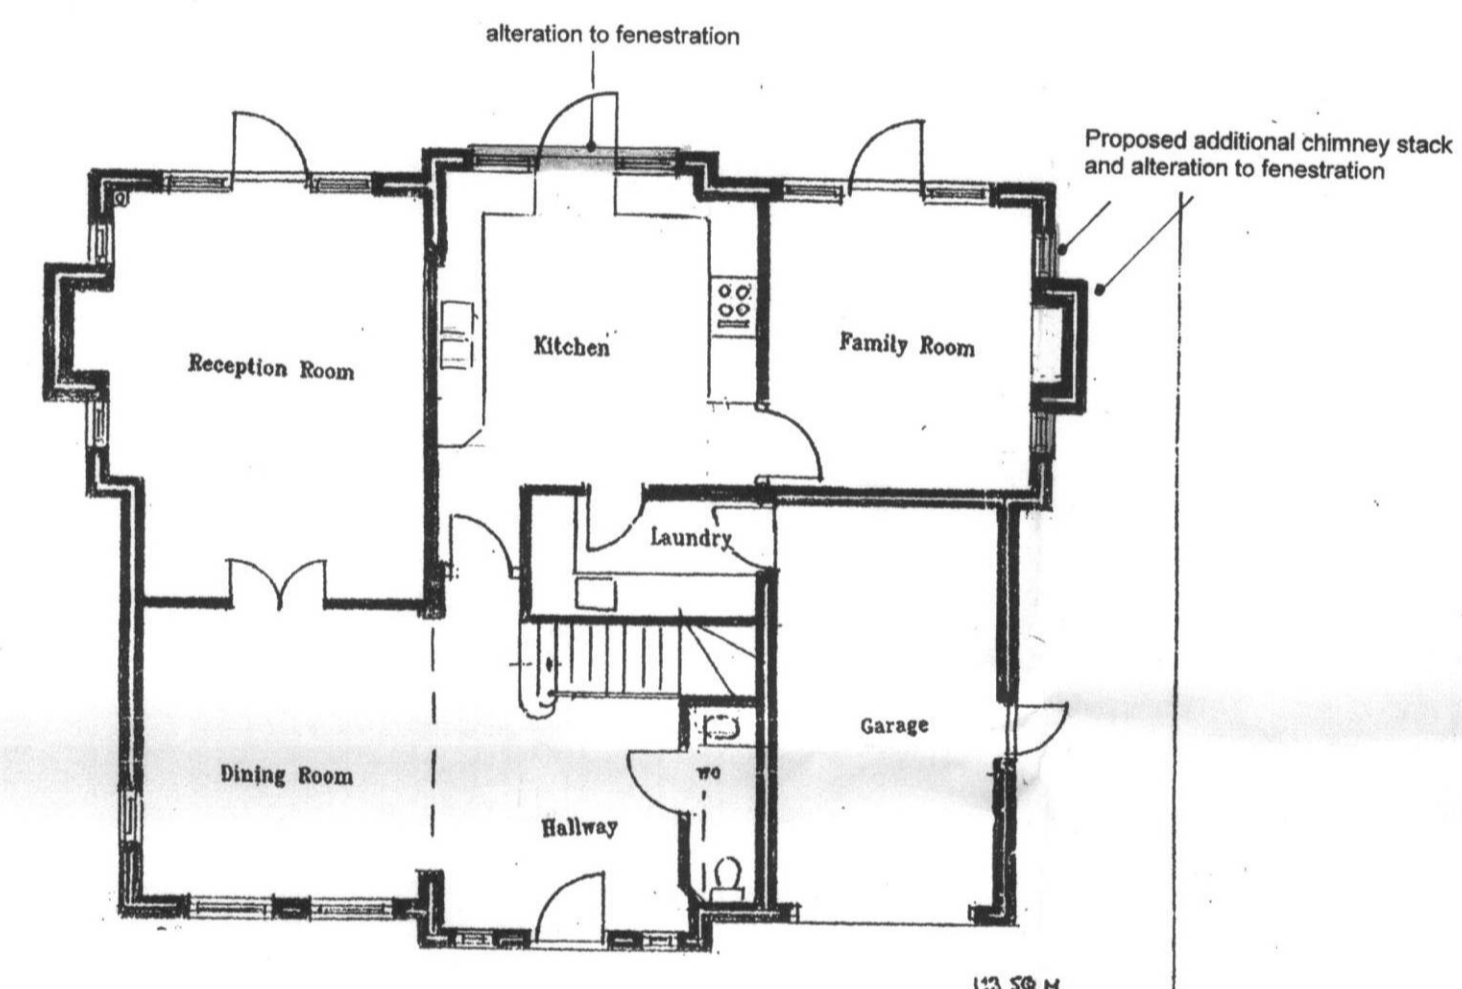 alteration to fenestration
Proposed additional chimney stack
and alteration to fenestration
Reception Room
Kitchen
Family Room
Laundry
Garage
Dining Room
Hallway
SQ M